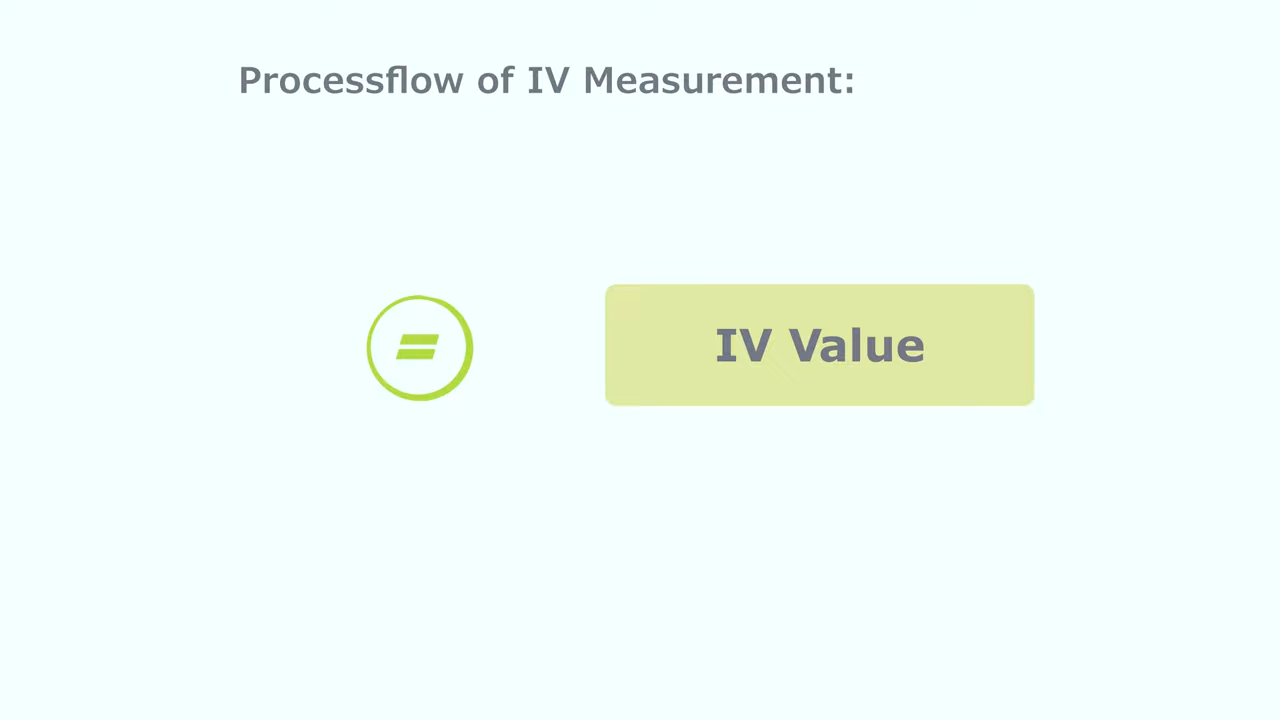 Processflow of IV Measurement:
= IV Value